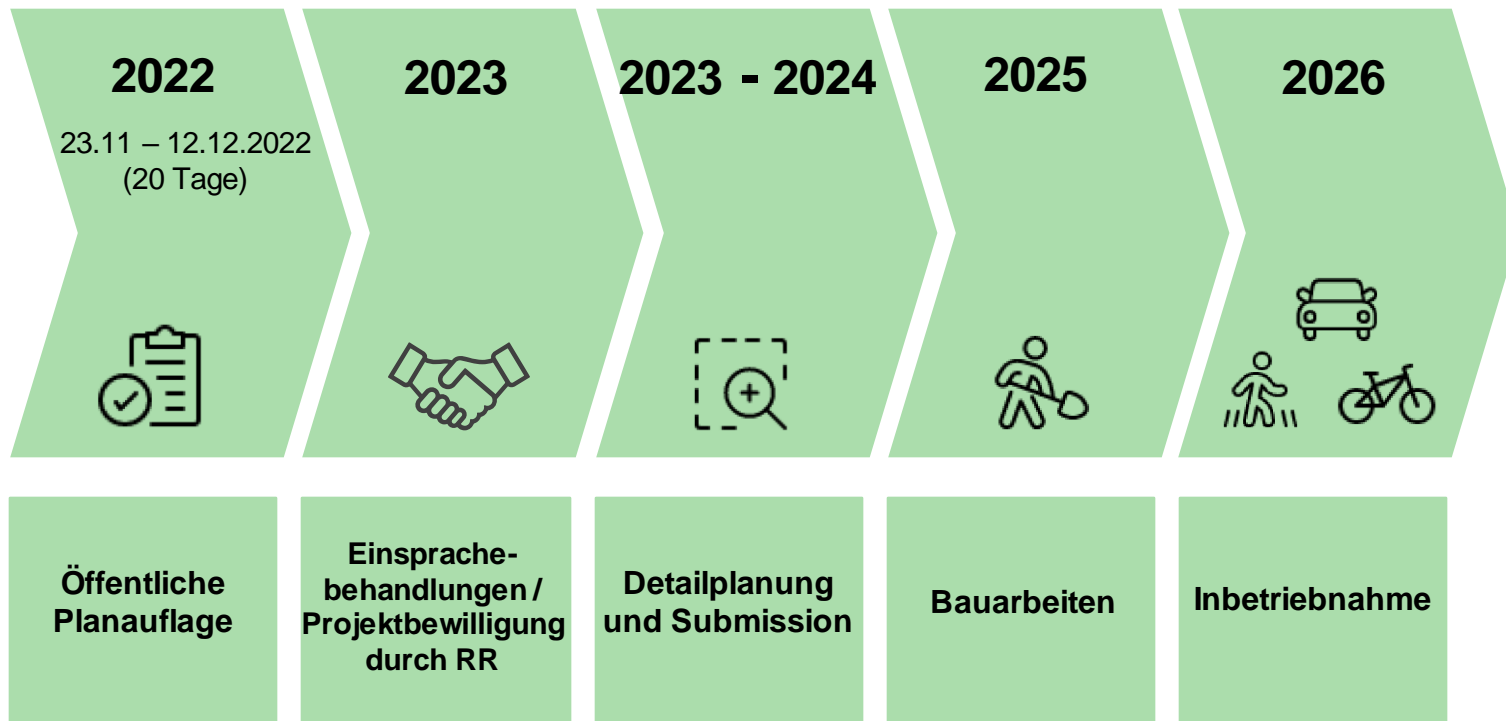 2022
23.11 – 12.12.2022
(20 Tage)
2023
2023 - 2024
2025
2026
Öffentliche
Planauflage
Einsprache-
behandlungen /
Projektbewilligung
durch RR
Detailplanung
und Submission
Bauarbeiten
Inbetriebnahme